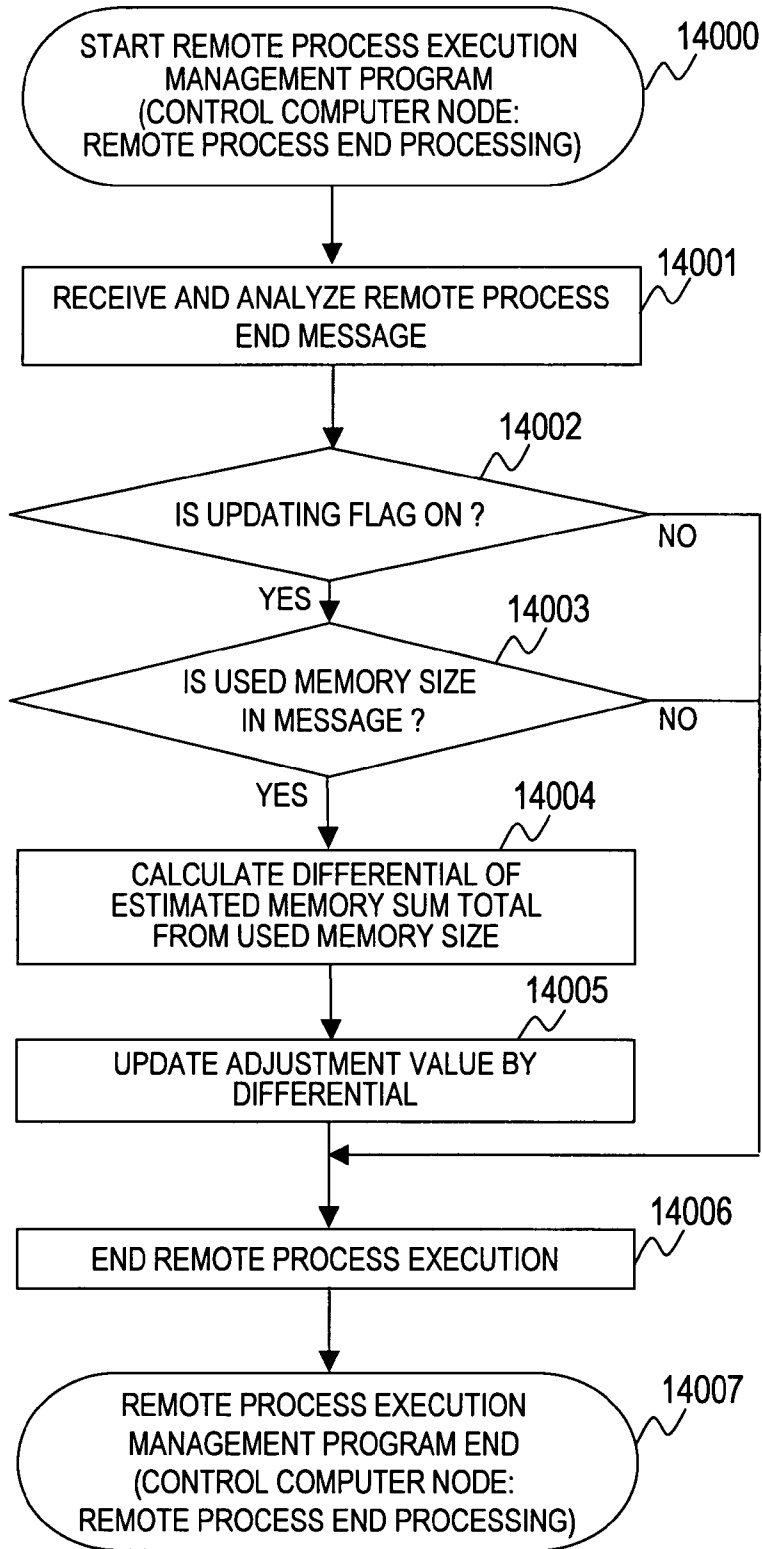 START REMOTE PROCESS EXECUTION
MANAGEMENT PROGRAM
(CONTROL COMPUTER NODE:
REMOTE PROCESS END PROCESSING)
14000
RECEIVE AND ANALYZE REMOTE PROCESS
END MESSAGE
14001
IS UPDATING FLAG ON ?
14002
NO
YES
IS USED MEMORY SIZE
IN MESSAGE ?
14003
NO
YES
CALCULATE DIFFERENTIAL OF
ESTIMATED MEMORY SUM TOTAL
FROM USED MEMORY SIZE
14004
UPDATE ADJUSTMENT VALUE BY
DIFFERENTIAL
14005
END REMOTE PROCESS EXECUTION
14006
REMOTE PROCESS EXECUTION
MANAGEMENT PROGRAM END
(CONTROL COMPUTER NODE:
REMOTE PROCESS END PROCESSING)
14007